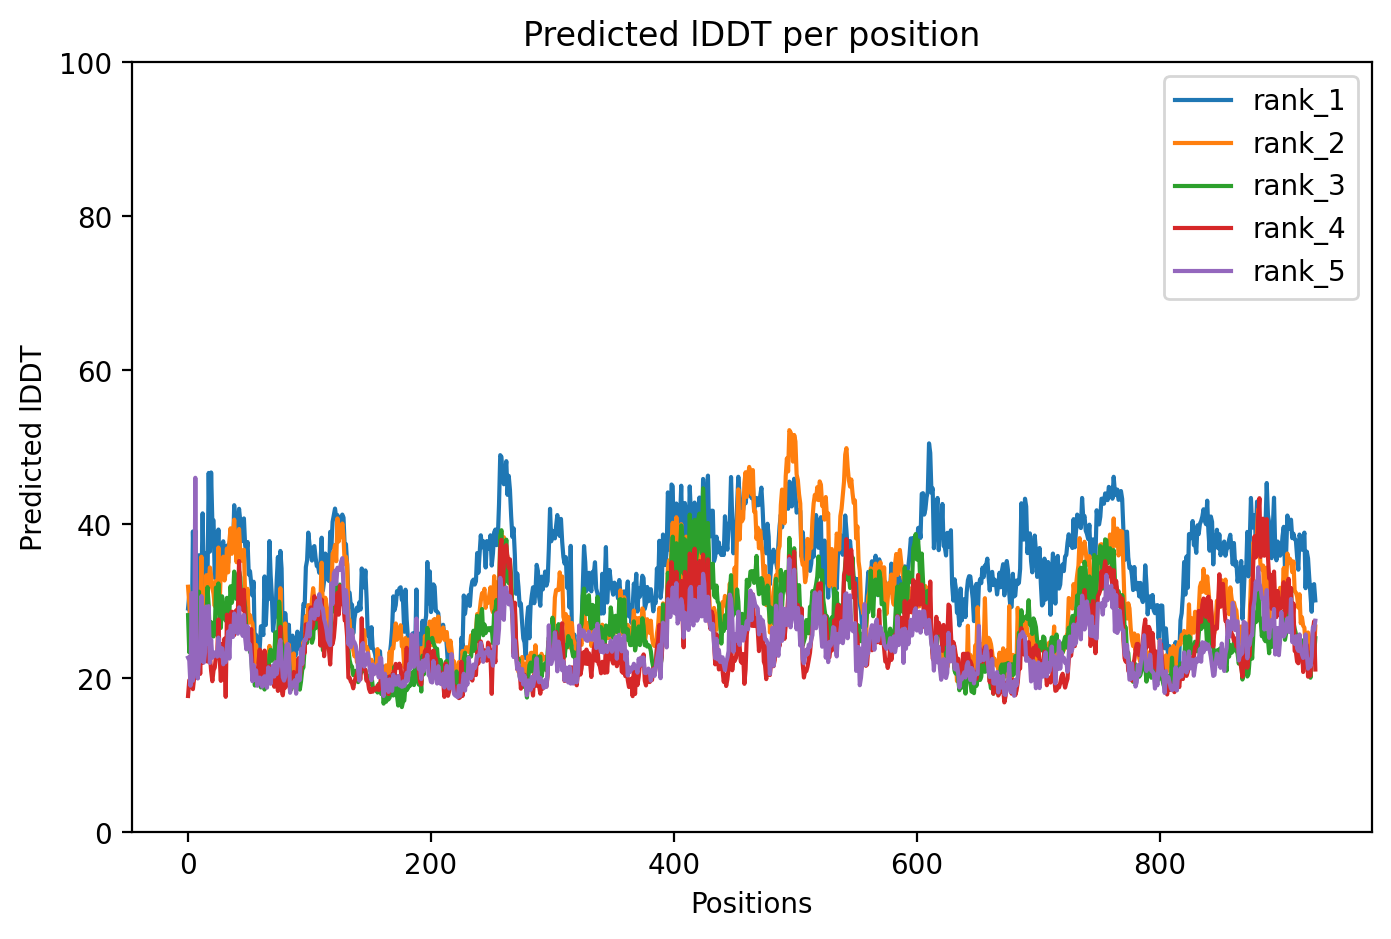 Predicted lDDT per position
100
80
60
40
20
0
Predicted lDDT
rank_1
rank_2
rank_3
rank_4
rank_5
0 200 400 600 800
Positions